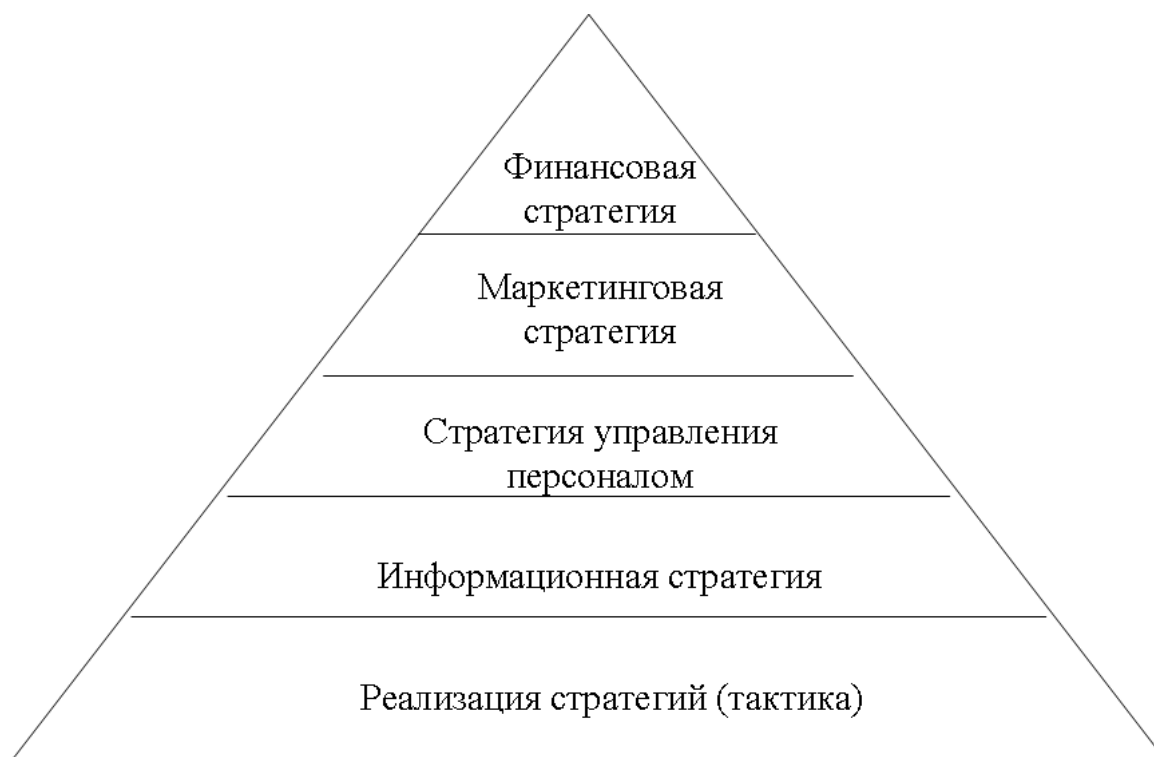 Финансовая
стратегия
Маркетинговая
стратегия
Стратегия управления
персоналом
Информационная стратегия
Реализация стратегий (тактика)